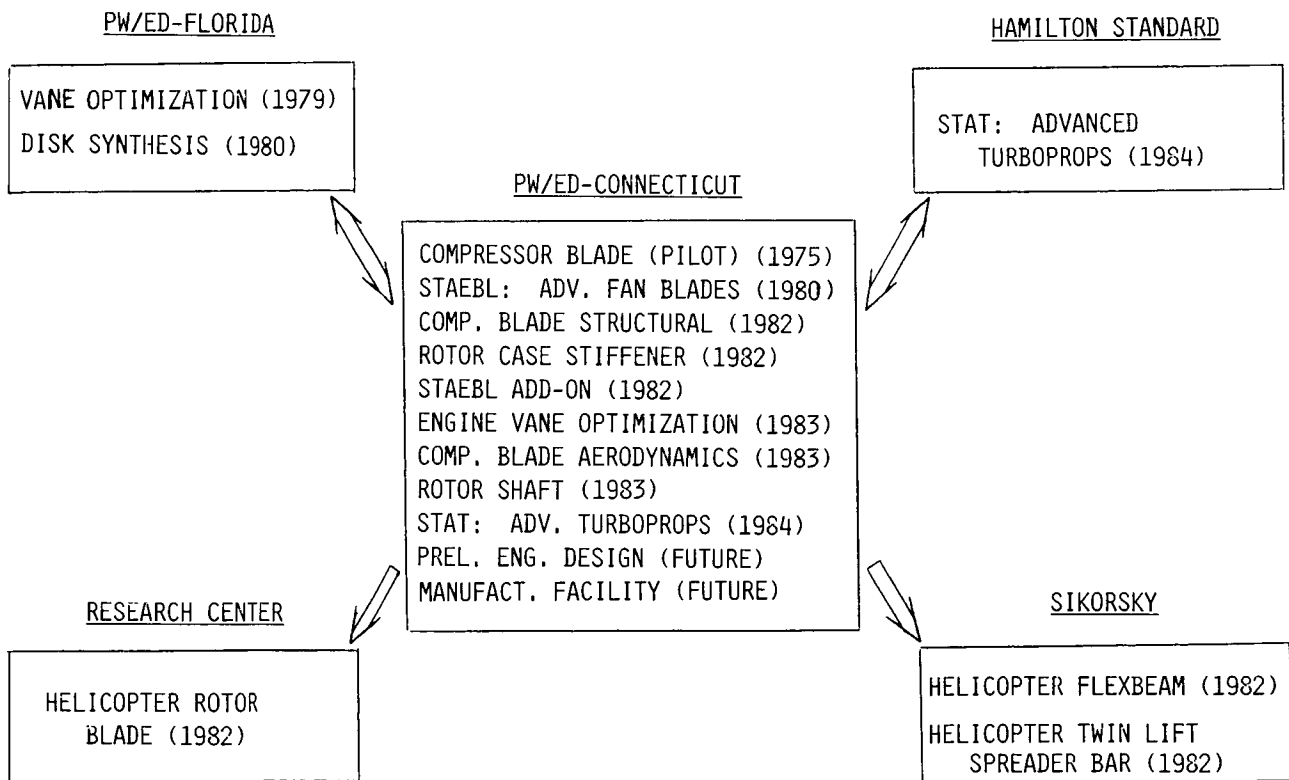 PW/ED-FLORIDA
VANE OPTIMIZATION (1979)
DISK SYNTHESIS (1980)
HAMILTON STANDARD
STAT: ADVANCED
TURBOPROPS (1984)
PW/ED-CONNECTICUT
COMPRESSOR BLADE (PILOT) (1975)
STAEBL: ADV. FAN BLADES (1980)
COMP. BLADE STRUCTURAL (1982)
ROTOR CASE STIFFENER (1982)
STAEBL ADD-ON (1982)
ENGINE VANE OPTIMIZATION (1983)
COMP. BLADE AERODYNAMICS (1983)
ROTOR SHAFT (1983)
STAT: ADV. TURBOPROPS (1984)
PREL. ENG. DESIGN (FUTURE)
MANUFACT. FACILITY (FUTURE)
RESEARCH CENTER
HELICOPTER ROTOR
BLADE (1982)
SIKORSKY
HELICOPTER FLEXBEAM (1982)
HELICOPTER TWIN LIFT
SPREADER BAR (1982)